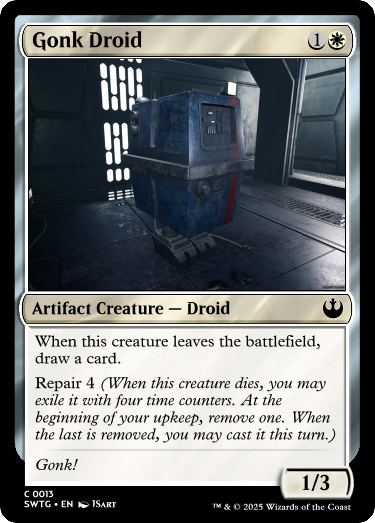 Gonk Droid 1
Artifact Creature — Droid
When this creature leaves the battlefield,
draw a card.
Repair 4 (When this creature dies, you may
exile it with four time counters. At the
beginning of your upkeep, remove one. When
the last is removed, you may cast it this turn.)
Gonk!
1/3
C 0013
SWTG • EN JSART
™ & © 2025 Wizards of the Coast